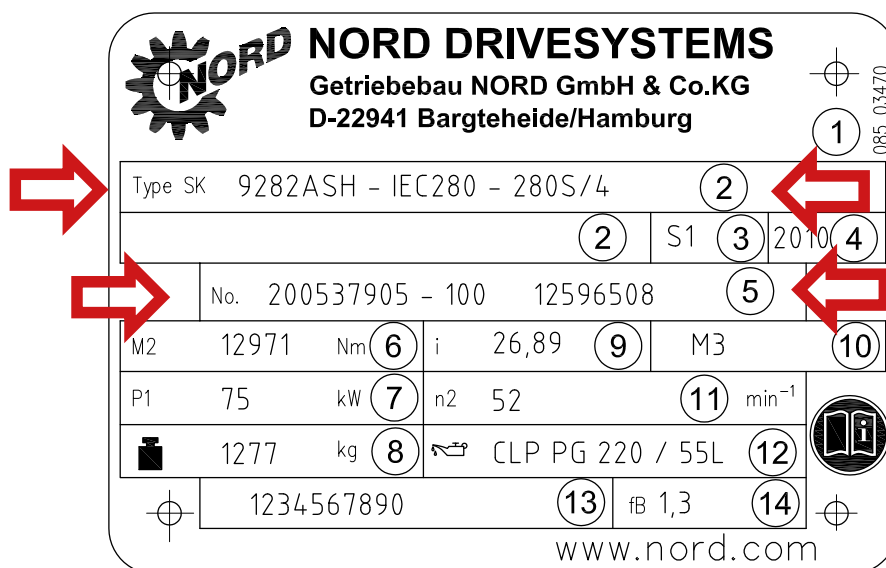 NORD
NORD DRIVESYSTEMS
Getriebebau NORD GmbH & Co.KG
D-22941 Bargteheide/Hamburg
085 03470
1
Type SK 9282ASH - IEC280 - 280S/4 2
2 S1 3 2010 4
No. 200537905 - 100 12596508 5
M2 12971 Nm 6 i 26,89 9 M3 10
P1 75 kW 7 n2 52 11 min⁻¹
1277 kg 8 CLP PG 220 / 55L 12
1234567890 13 fB 1,3 14
www.nord.com